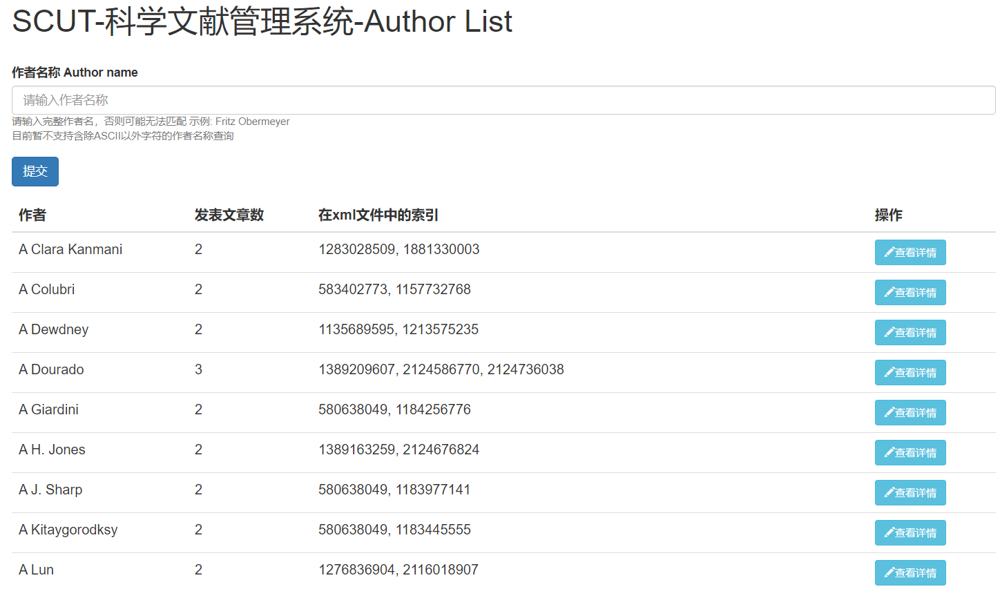 SCUT-科学文献管理系统-Author List
作者名称 Author name
请输入作者名称
请输入完整作者名，否则可能无法匹配 示例: Fritz Obermeyer
目前暂不支持含除ASCII以外字符的作者名称查询
提交
作者 发表文章数 在xml文件中的索引 操作
A Clara Kanmani 2 1283028509, 1881330003 查看详情
A Colubri 2 583402773, 1157732768 查看详情
A Dewdney 2 1135689595, 1213575235 查看详情
A Dourado 3 1389209607, 2124586770, 2124736038 查看详情
A Giardini 2 580638049, 1184256776 查看详情
A H. Jones 2 1389163259, 2124676824 查看详情
A J. Sharp 2 580638049, 1183977141 查看详情
A Kitaygorodksy 2 580638049, 1183445555 查看详情
A Lun 2 1276836904, 2116018907 查看详情